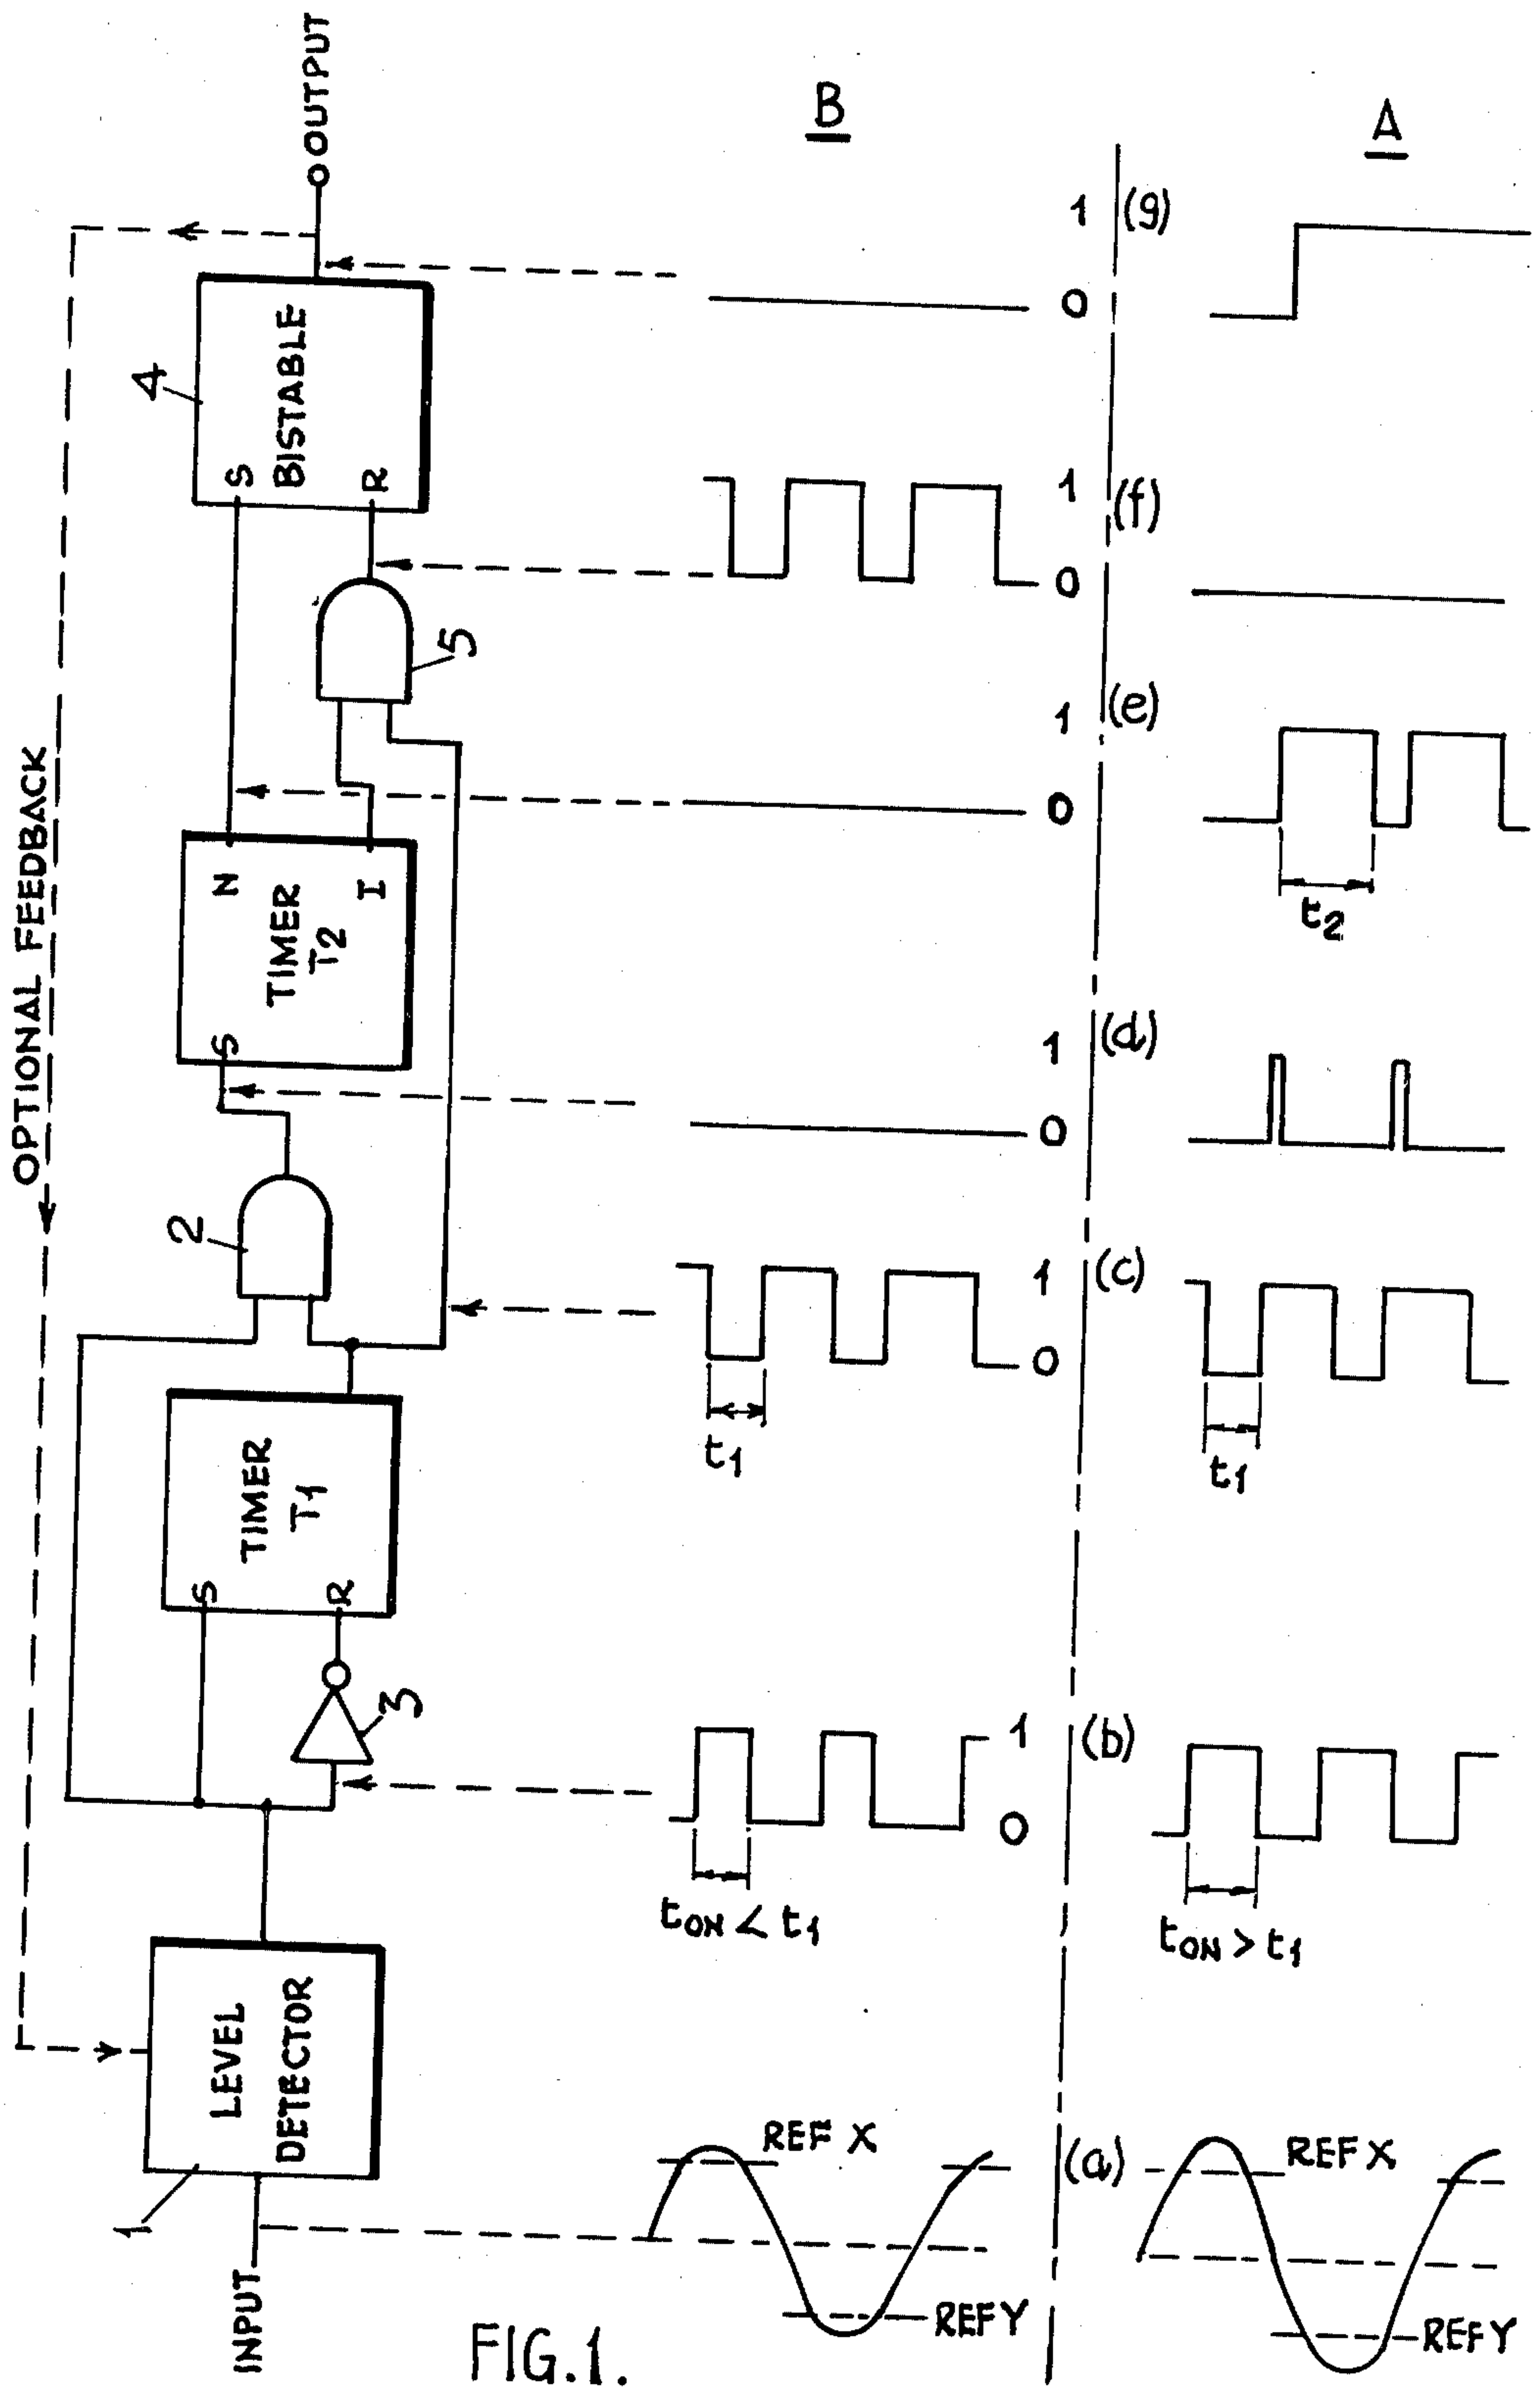 OPTIONAL FEEDBACK
INPUT
1
LEVEL
DETECTOR
3
S
R
TIMER
T1
2
S
TIMER
T2
N
I
5
S
R
BISTABLE
4
OUTPUT
REF X
REF Y
tON < t1
t1
B
(a)
1
0
(b)
1
0
(c)
1
0
(d)
1
0
(e)
1
0
(f)
1
0
(g)
REF X
REF Y
tON > t1
t1
t2
A
FIG.1.